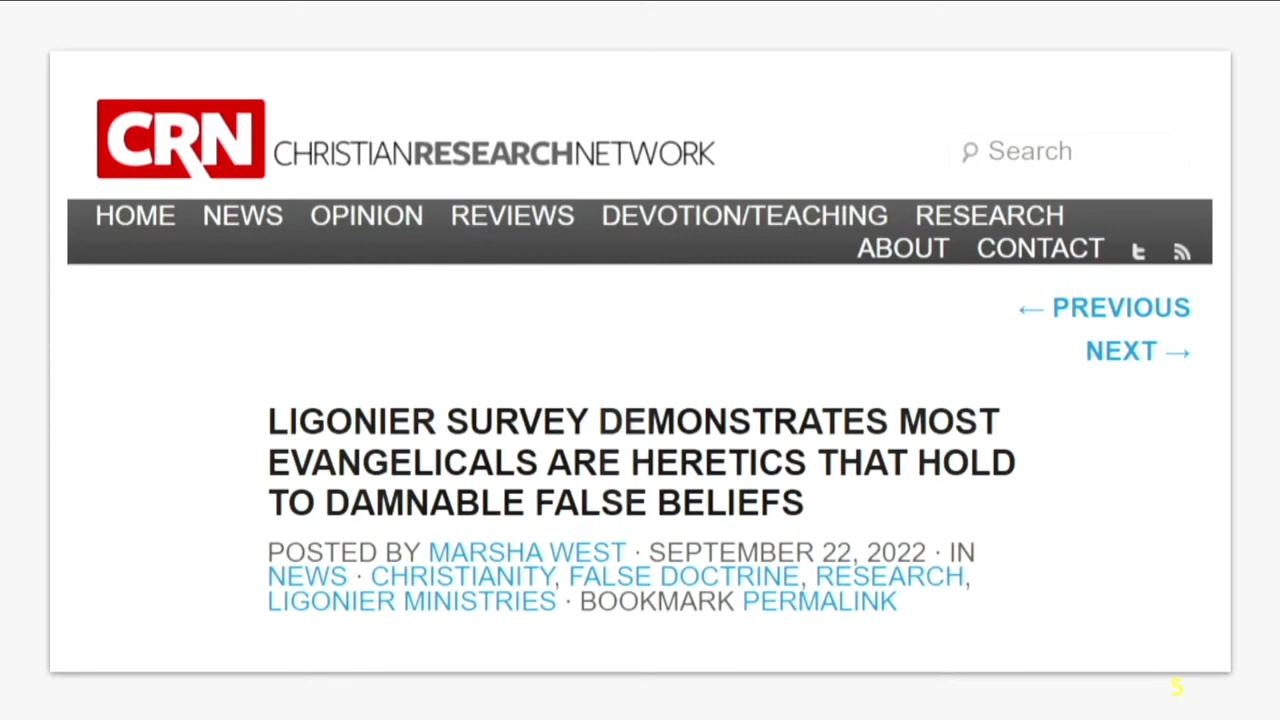 CRN CHRISTIANRESEARCHNETWORK
Search
HOME NEWS OPINION REVIEWS DEVOTION/TEACHING RESEARCH
ABOUT CONTACT
← PREVIOUS
NEXT →
LIGONIER SURVEY DEMONSTRATES MOST
EVANGELICALS ARE HERETICS THAT HOLD
TO DAMNABLE FALSE BELIEFS
POSTED BY MARSHA WEST · SEPTEMBER 22, 2022 · IN
NEWS · CHRISTIANITY, FALSE DOCTRINE, RESEARCH,
LIGONIER MINISTRIES · BOOKMARK PERMALINK
5